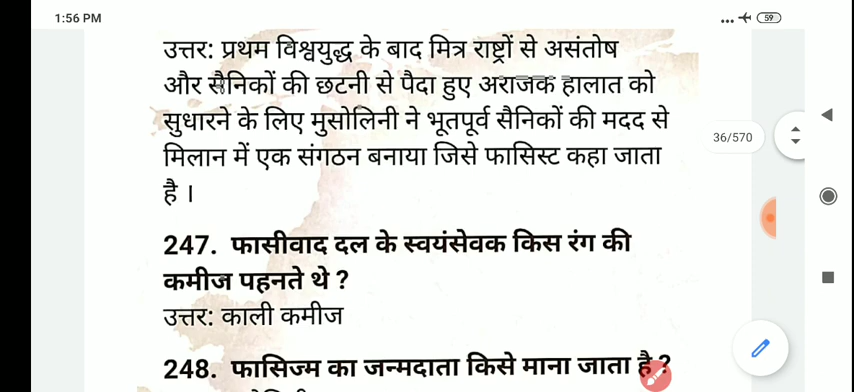 1:56 PM
59
उत्तर: प्रथम विश्वयुद्ध के बाद मित्र राष्ट्रों से असंतोष
और सैनिकों की छटनी से पैदा हुए अराजक हालात को
सुधारने के लिए मुसोलिनी ने भूतपूर्व सैनिकों की मदद से
36/570
मिलान में एक संगठन बनाया जिसे फासिस्ट कहा जाता
है ।
247. फासीवाद दल के स्वयंसेवक किस रंग की
कमीज पहनते थे ?
उत्तर: काली कमीज
248. फासिज्म का जन्मदाता किसे माना जाता है ?